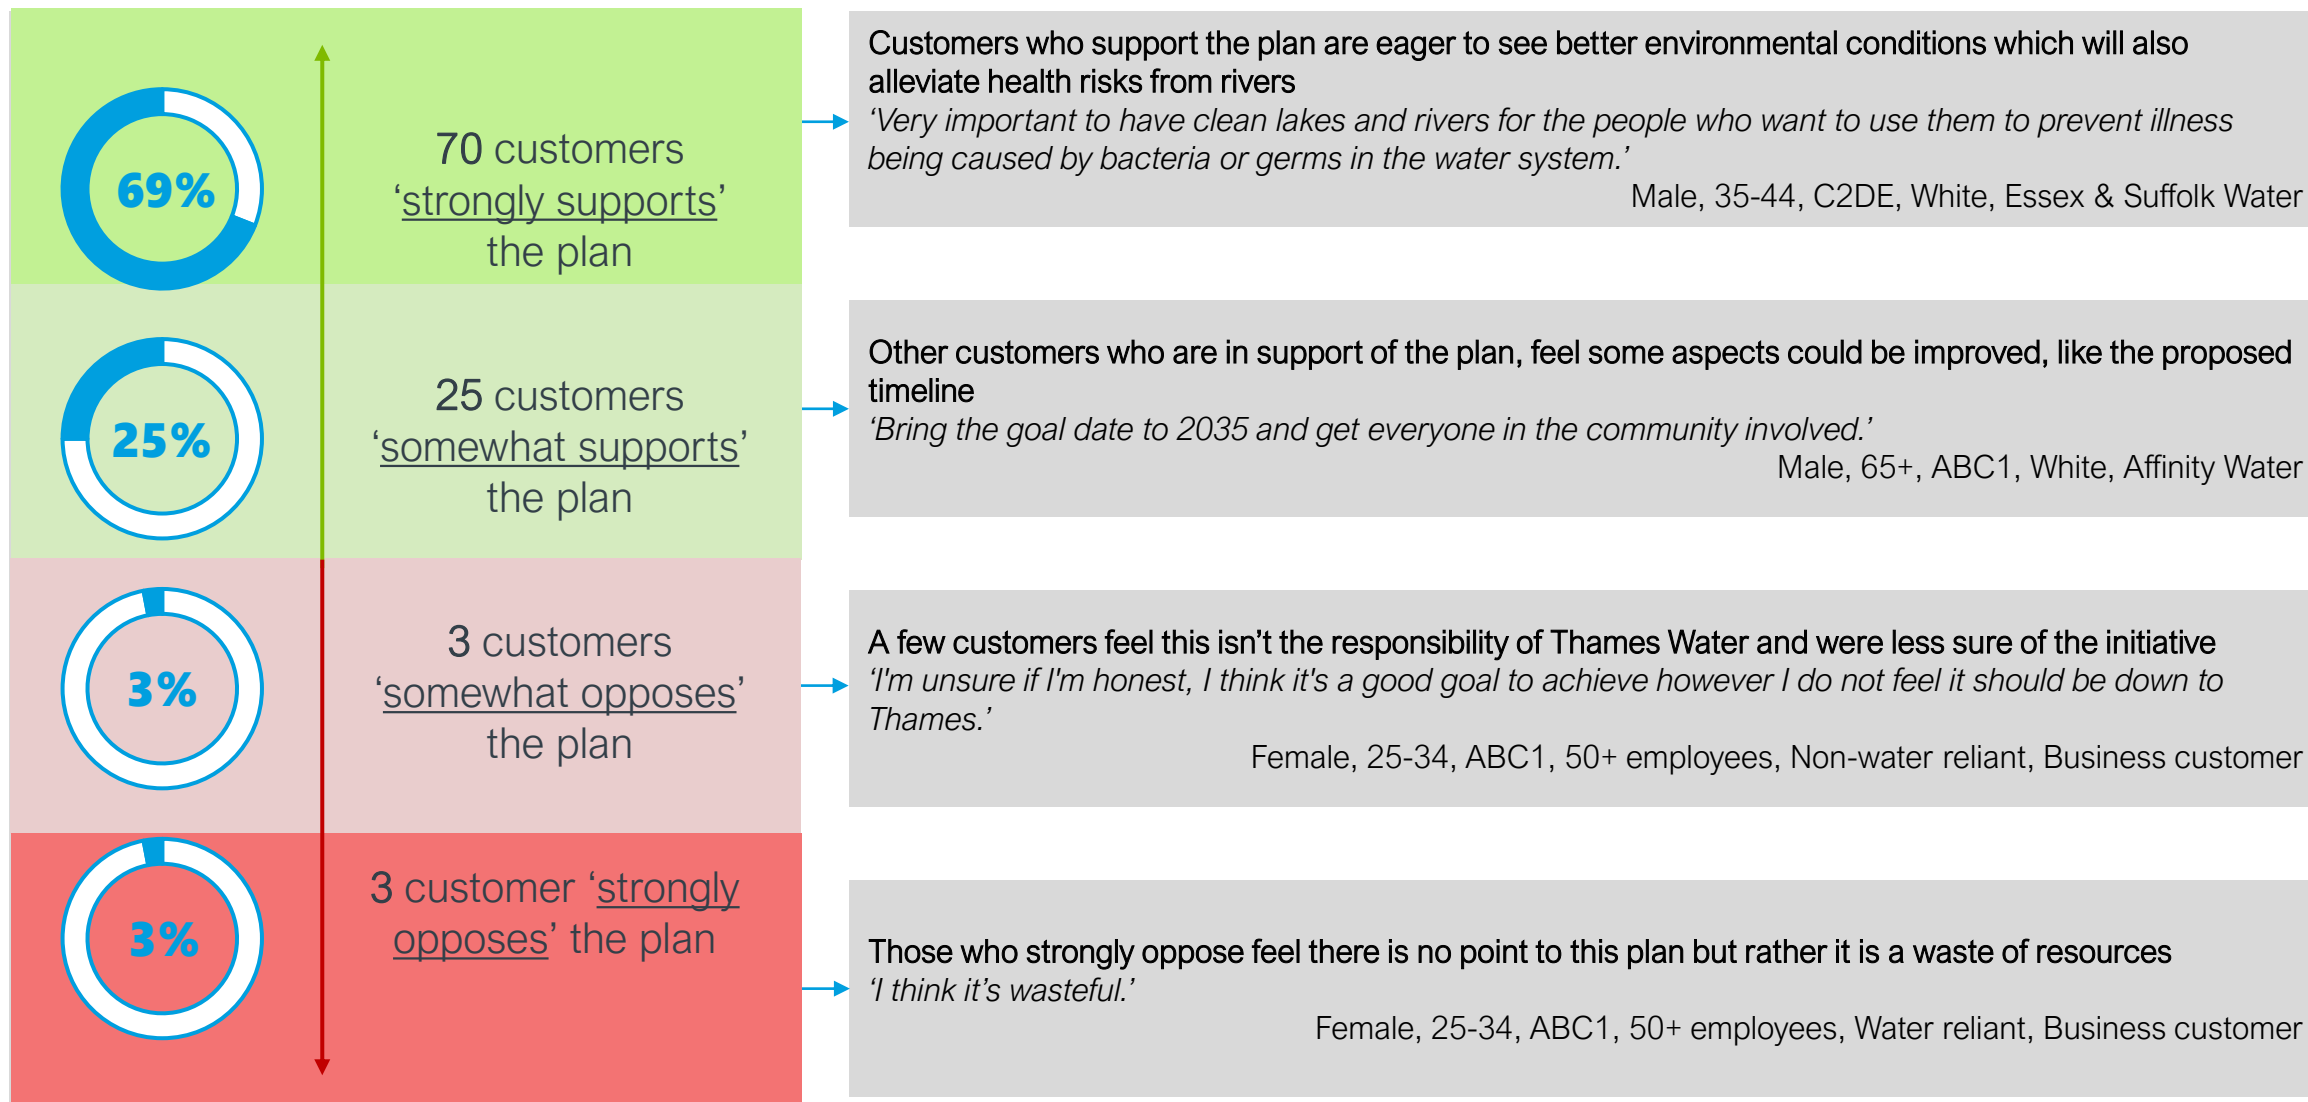 69%
70 customers
‘strongly supports’
the plan
Customers who support the plan are eager to see better environmental conditions which will also
alleviate health risks from rivers
‘Very important to have clean lakes and rivers for the people who want to use them to prevent illness
being caused by bacteria or germs in the water system.’
Male, 35-44, C2DE, White, Essex & Suffolk Water
25%
25 customers
‘somewhat supports’
the plan
Other customers who are in support of the plan, feel some aspects could be improved, like the proposed
timeline
‘Bring the goal date to 2035 and get everyone in the community involved.’
Male, 65+, ABC1, White, Affinity Water
3%
3 customers
‘somewhat opposes’
the plan
A few customers feel this isn’t the responsibility of Thames Water and were less sure of the initiative
‘I'm unsure if I'm honest, I think it's a good goal to achieve however I do not feel it should be down to
Thames.’
Female, 25-34, ABC1, 50+ employees, Non-water reliant, Business customer
3%
3 customer ‘strongly
opposes’ the plan
Those who strongly oppose feel there is no point to this plan but rather it is a waste of resources
‘I think it’s wasteful.’
Female, 25-34, ABC1, 50+ employees, Water reliant, Business customer